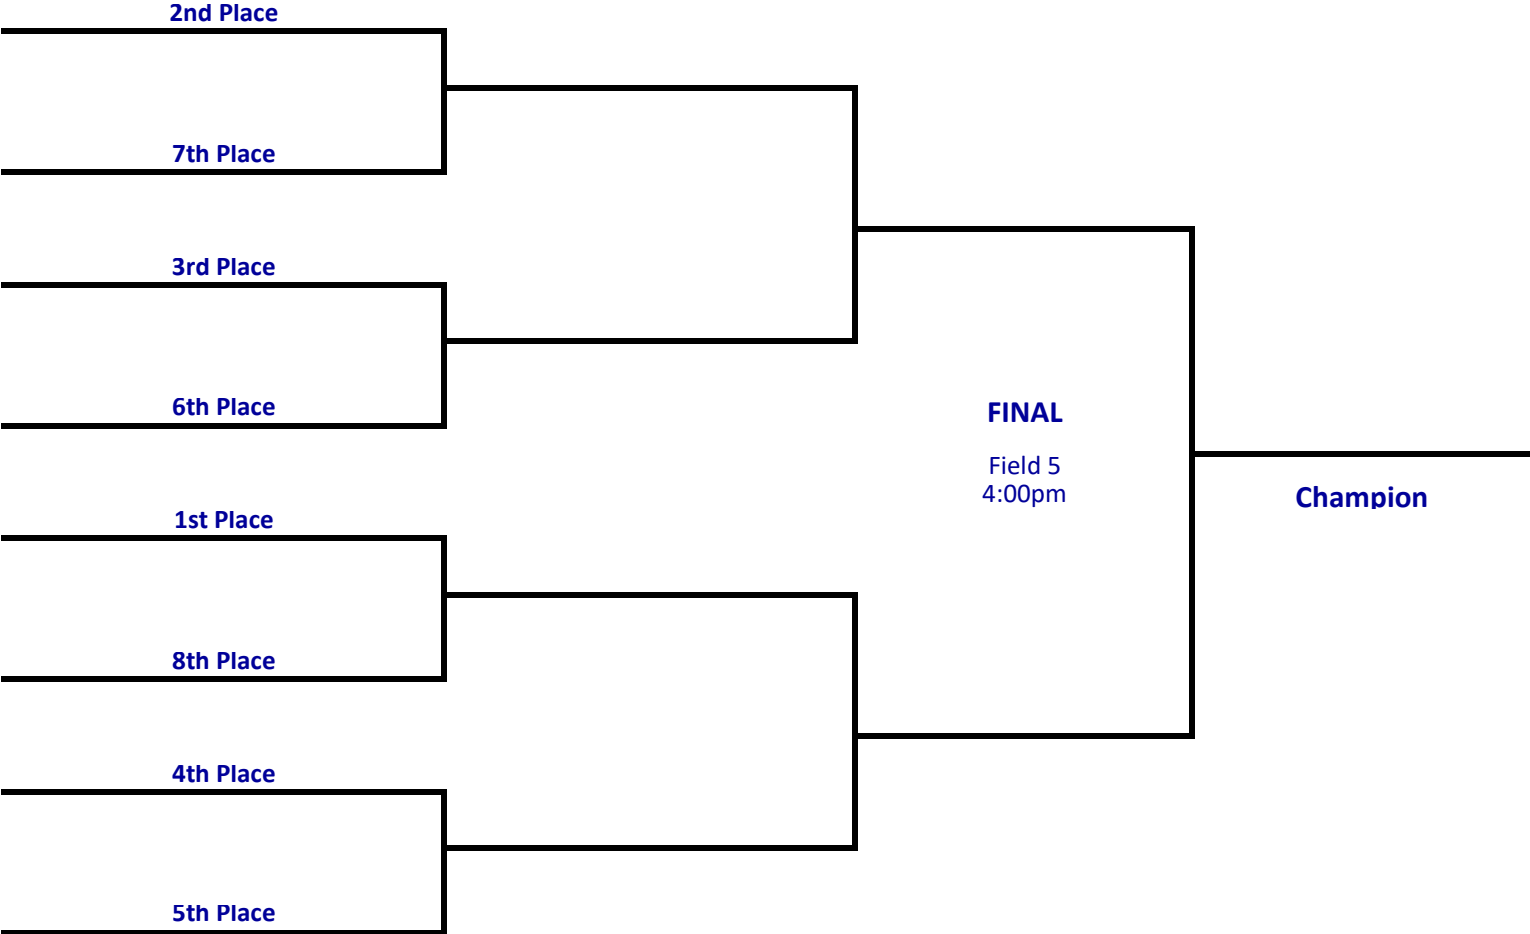 2nd Place
7th Place
3rd Place
6th Place
FINAL
Field 5
4:00pm
Champion
1st Place
8th Place
4th Place
5th Place